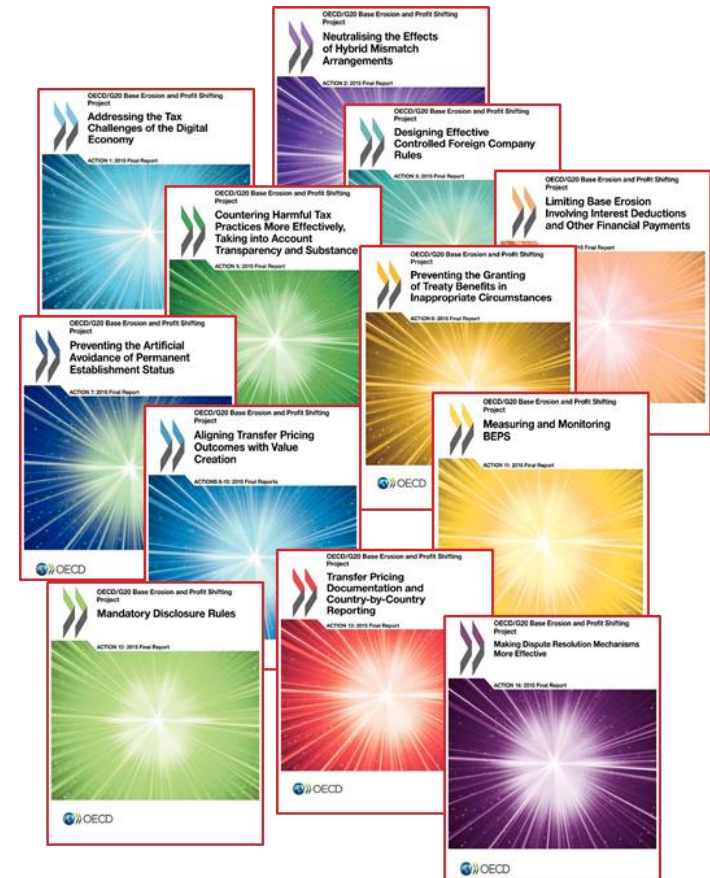 OECD/G20 Base Erosion and Profit Shifting
Project
Neutralising the Effects
of Hybrid Mismatch
Arrangements
ACTION 2: 2015 Final Report
OECD/G20 Base Erosion and Profit Shifting
Project
Addressing the Tax
Challenges of the Digital
Economy
ACTION 1: 2015 Final Report
OECD/G20 Base Erosion and Profit Shifting
Project
Designing Effective
Controlled Foreign Company
Rules
ACTION 3: 2015 Final Report
OECD/G20 Base Erosion and Profit Shifting
Project
Limiting Base Erosion
Involving Interest Deductions
and Other Financial Payments
2015 Final Report
OECD/G20 Base Erosion and Profit Shifting
Project
Countering Harmful Tax
Practices More Effectively,
Taking into Account
Transparency and Substance
ACTION 5: 2015 Final Report
OECD/G20 Base Erosion and Profit Shifting
Project
Preventing the Granting
of Treaty Benefits in
Inappropriate Circumstances
ACTION 6: 2015 Final Report
OECD
OECD/G20 Base Erosion and Profit Shifting
Project
Preventing the Artificial
Avoidance of Permanent
Establishment Status
ACTION 7: 2015 Final Report
OECD
OECD/G20 Base Erosion and Profit Shifting
Project
Aligning Transfer Pricing
Outcomes with Value
Creation
ACTIONS 8-10: 2015 Final Reports
OECD/G20 Base Erosion and Profit Shifting
Project
Measuring and Monitoring
BEPS
ACTION 11: 2015 Final Report
OECD/G20 Base Erosion and Profit Shifting
Project
Mandatory Disclosure Rules
ACTION 12: 2015 Final Report
OECD
OECD/G20 Base Erosion and Profit Shifting
Project
Transfer Pricing
Documentation and
Country-by-Country
Reporting
ACTION 13: 2015 Final Report
OECD
OECD/G20 Base Erosion and Profit Shifting
Project
Making Dispute Resolution Mechanisms
More Effective
ACTION 14: 2015 Final Report
OECD